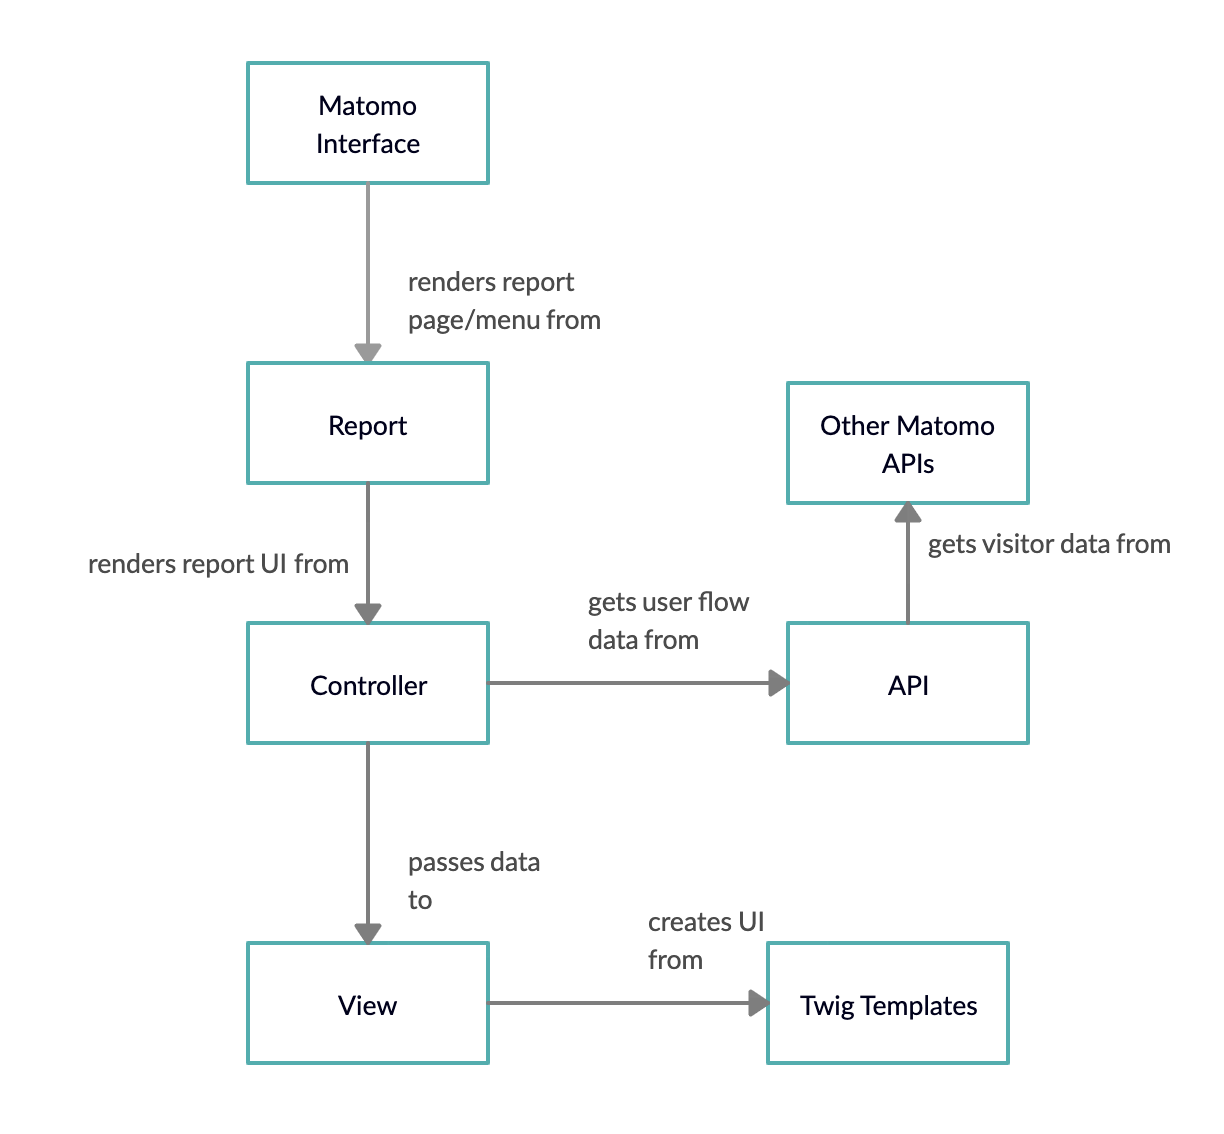 Matomo
Interface
renders report
page/menu from
Report
Other Matomo
APIs
renders report UI from
gets visitor data from
gets user flow
data from
Controller
API
passes data
to
creates UI
from
View
Twig Templates